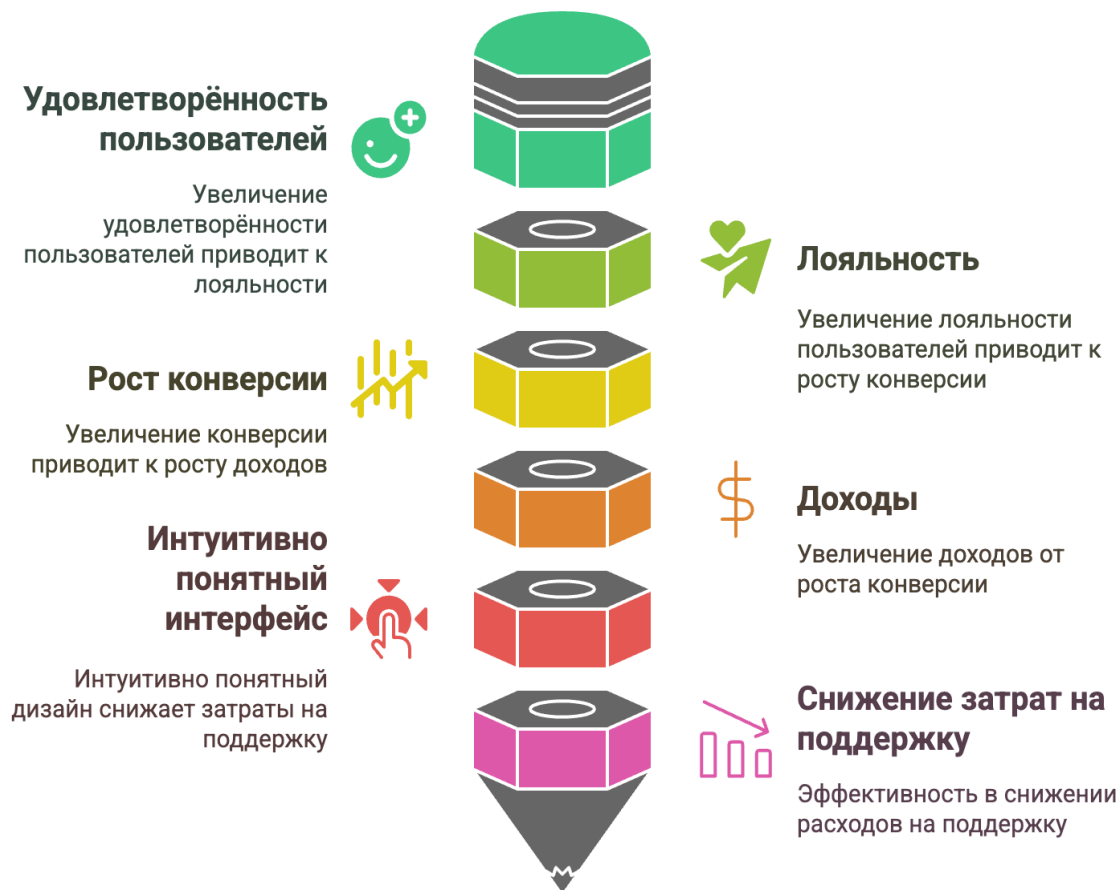 Удовлетворённость
пользователей
Увеличение
удовлетворённости
пользователей приводит к
лояльности
Лояльность
Увеличение лояльности
пользователей приводит к
росту конверсии
Рост конверсии
Увеличение конверсии
приводит к росту доходов
Доходы
Увеличение доходов от
роста конверсии
Интуитивно
понятный
интерфейс
Интуитивно понятный
дизайн снижает затраты на
поддержку
Снижение затрат на
поддержку
Эффективность в снижении
расходов на поддержку